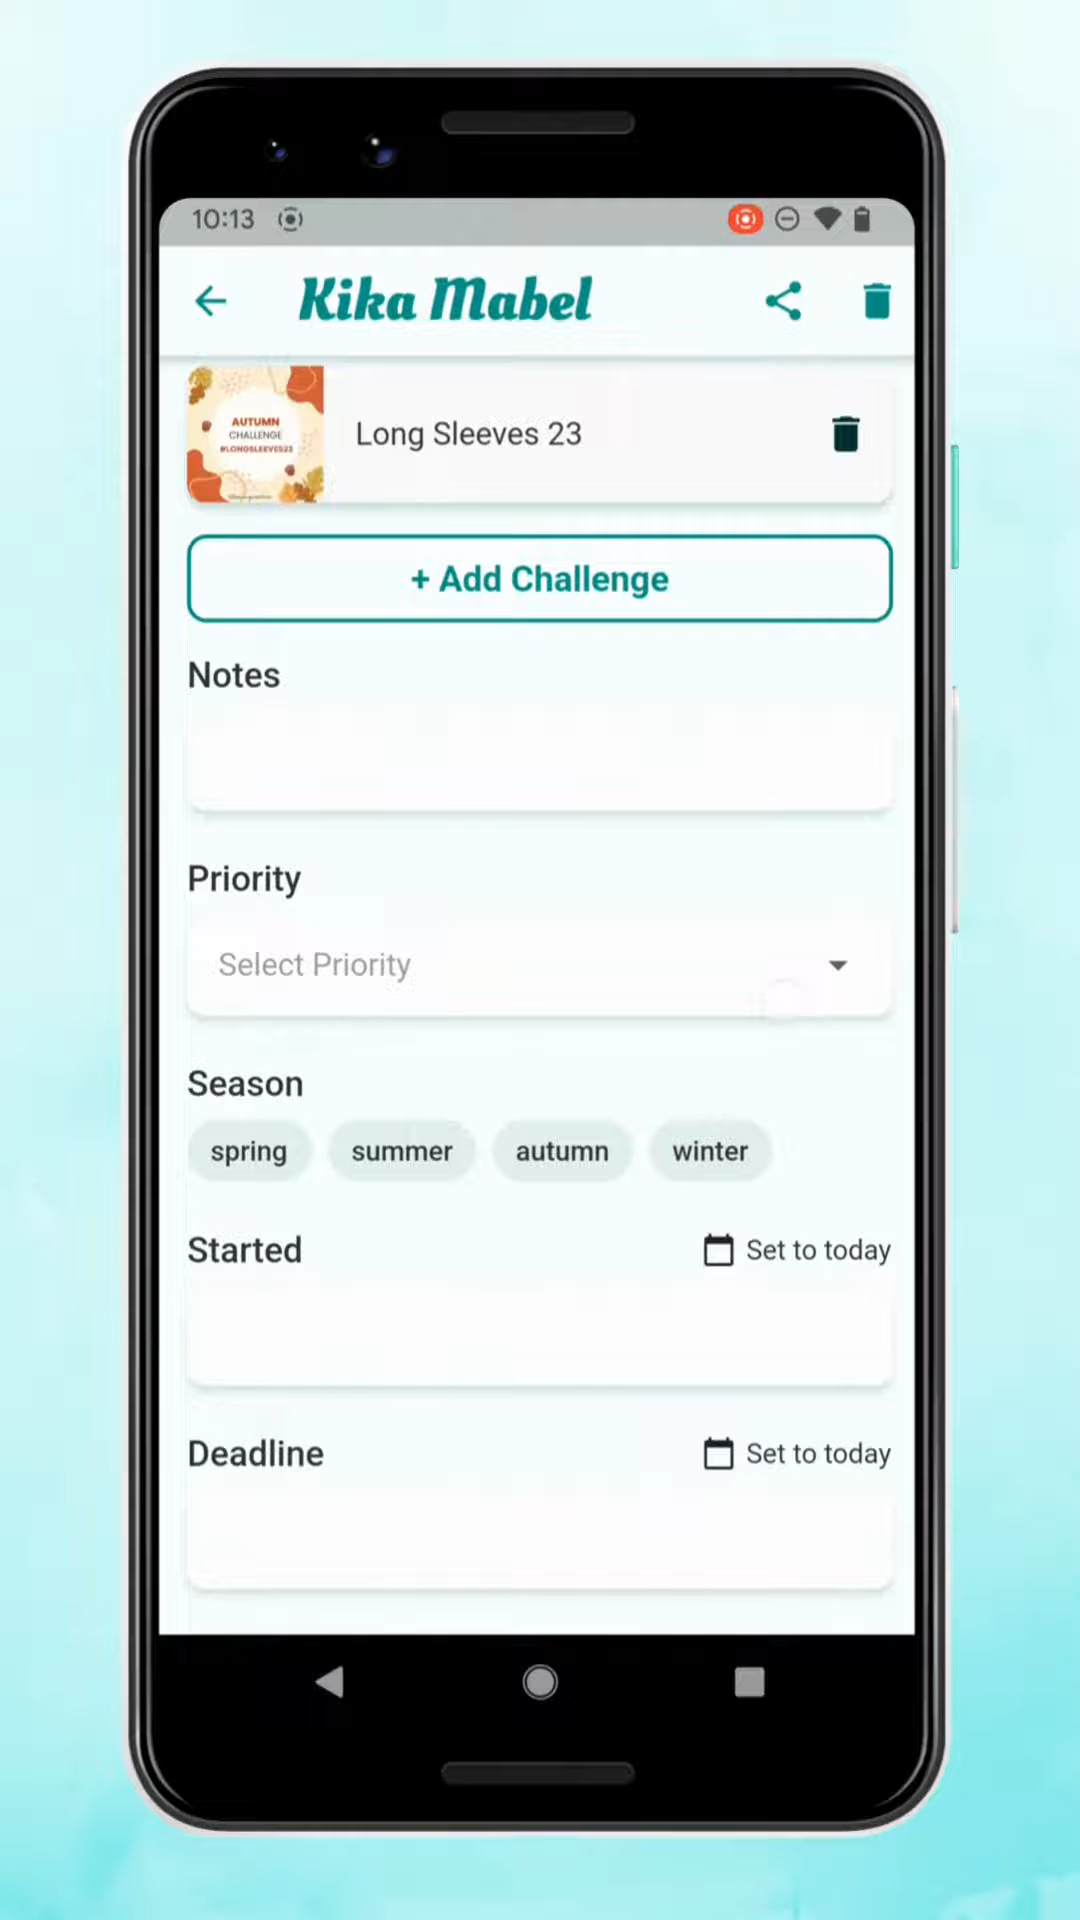 10:13
Kika Mabel
AUTUMN
CHALLENGE
#LONGSLEEVES23
Long Sleeves 23
+ Add Challenge
Notes
Priority
Select Priority
Season
spring summer autumn winter
Started Set to today
Deadline Set to today